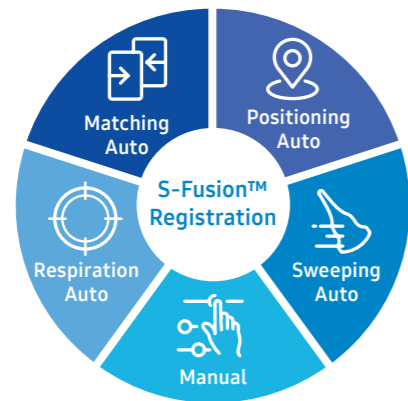 Matching
Auto
Positioning
Auto
S-Fusion™
Registration
Respiration
Auto
Sweeping
Auto
Manual